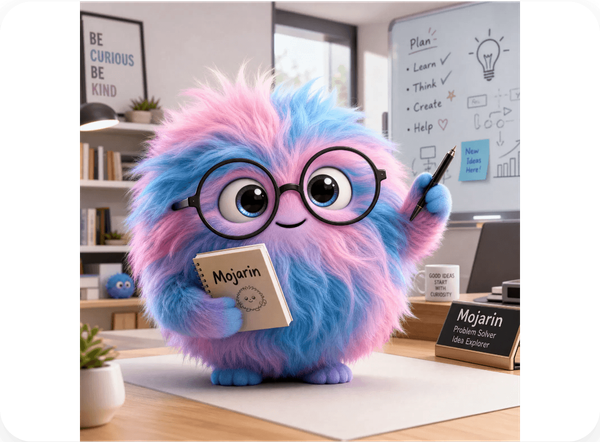 BE
CURIOUS
BE
KIND
Plan:
• Learn ✓
• Think ✓
• Create ☆
• Help ♡
New
Ideas
Here!
Mojarin
GOOD IDEAS
START
WITH
CURIOSITY
Mojarin
Problem Solver
Idea Explorer